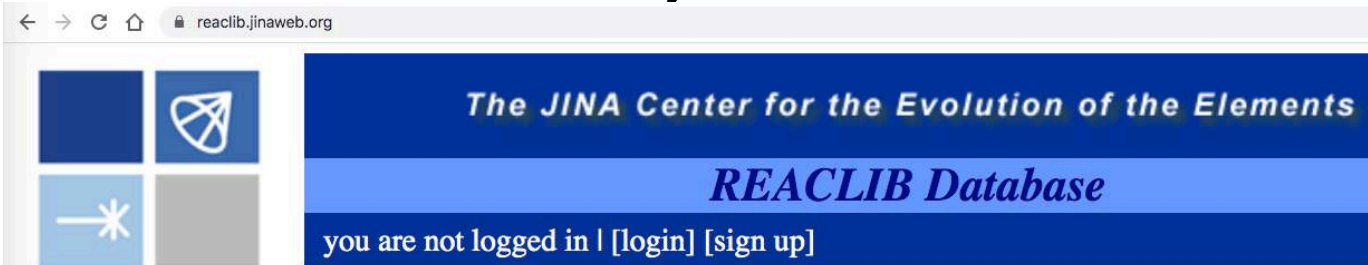 reaclib.jinaweb.org
The JINA Center for the Evolution of the Elements
REACLIB Database
you are not logged in | [login] [sign up]